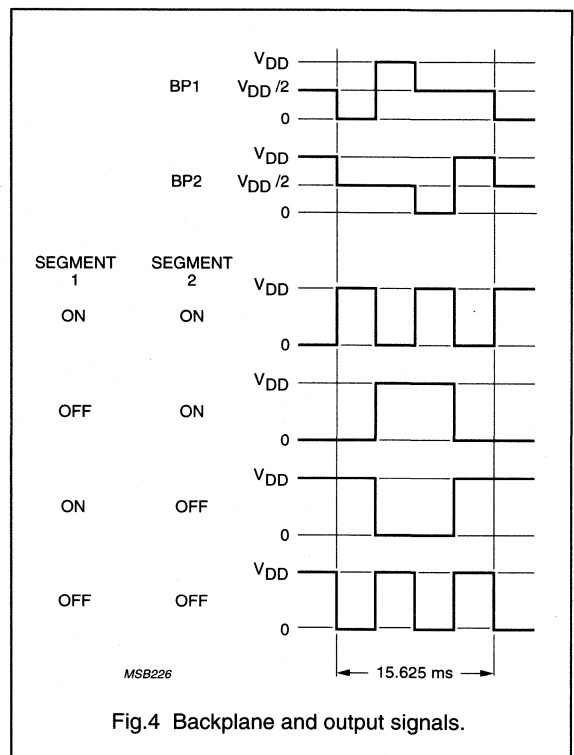 VDD
BP1 VDD /2
0
VDD
BP2 VDD /2
0
SEGMENT 1 SEGMENT 2
VDD
ON ON
0
VDD
OFF ON
0
VDD
ON OFF
0
VDD
OFF OFF
0
MSB226 15.625 ms
Fig.4 Backplane and output signals.